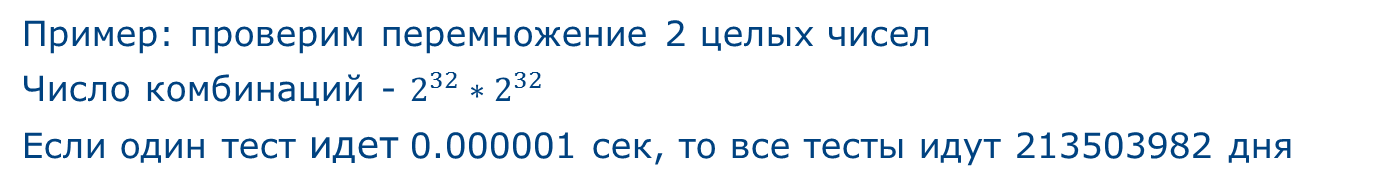 Пример: проверим перемножение 2 целых чисел
Число комбинаций - 2³² * 2³²
Если один тест идет 0.000001 сек, то все тесты идут 213503982 дня